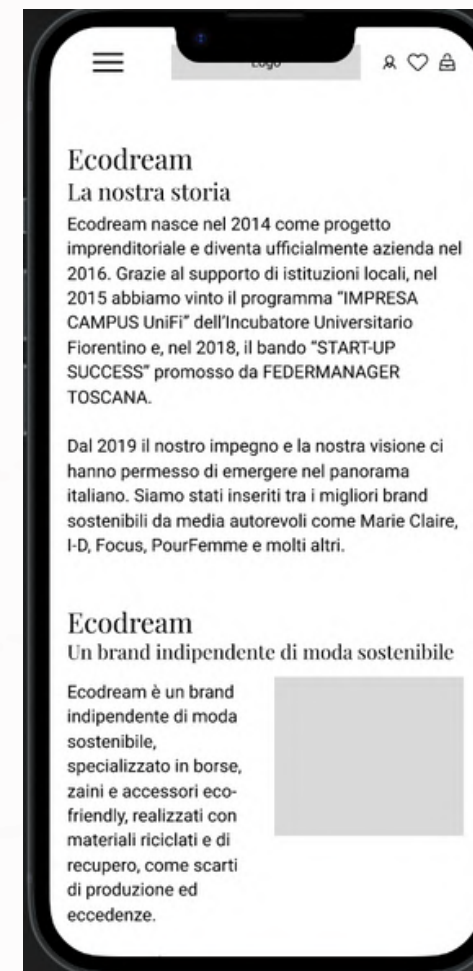 Logo
Ecodream
La nostra storia
Ecodream nasce nel 2014 come progetto
imprenditoriale e diventa ufficialmente azienda nel
2016. Grazie al supporto di istituzioni locali, nel
2015 abbiamo vinto il programma “IMPRESA
CAMPUS UniFi” dell’Incubatore Universitario
Fiorentino e, nel 2018, il bando “START-UP
SUCCESS” promosso da FEDERMANAGER
TOSCANA.
Dal 2019 il nostro impegno e la nostra visione ci
hanno permesso di emergere nel panorama
italiano. Siamo stati inseriti tra i migliori brand
sostenibili da media autorevoli come Marie Claire,
I-D, Focus, PourFemme e molti altri.
Ecodream
Un brand indipendente di moda sostenibile
Ecodream è un brand
indipendente di moda
sostenibile,
specializzato in borse,
zaini e accessori eco-
friendly, realizzati con
materiali riciclati e di
recupero, come scarti
di produzione ed
eccedenze.